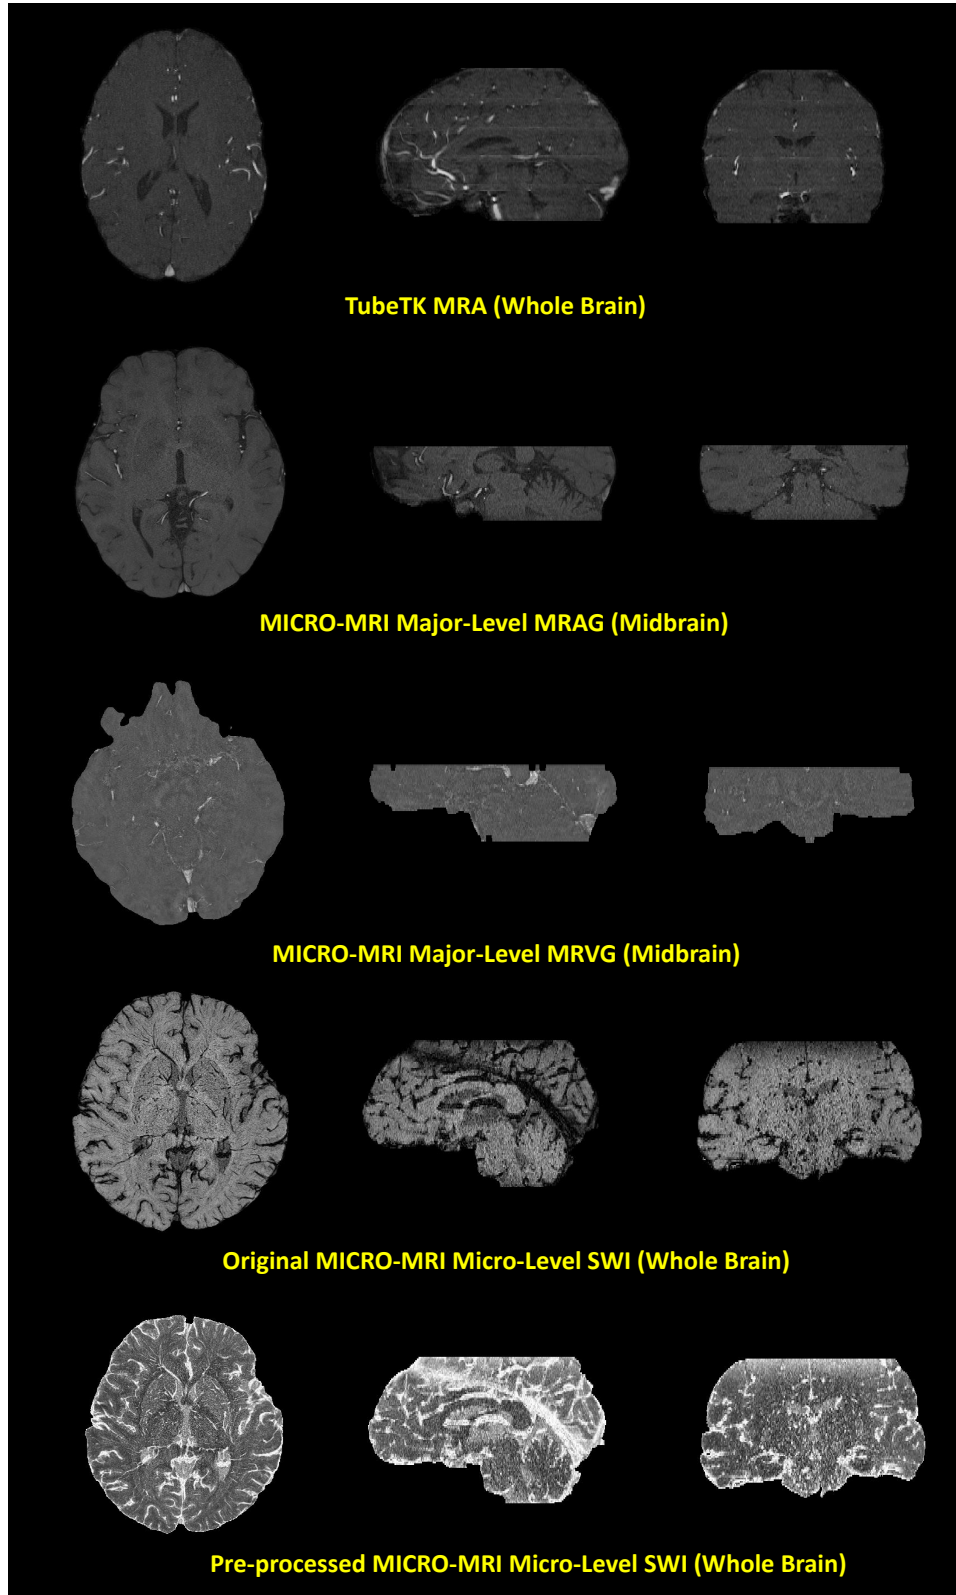 TubeTK MRA (Whole Brain)
MICRO-MRI Major-Level MRAG (Midbrain)
MICRO-MRI Major-Level MRVG (Midbrain)
Original MICRO-MRI Micro-Level SWI (Whole Brain)
Pre-processed MICRO-MRI Micro-Level SWI (Whole Brain)